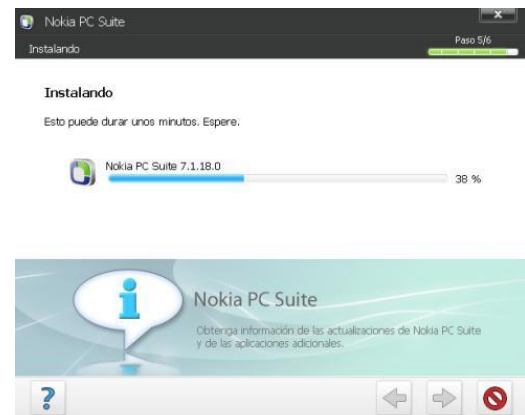 Nokia PC Suite
Instalando
Paso 5/6
Instalando
Esto puede durar unos minutos. Espere.
Nokia PC Suite 7.1.18.0
38 %
Nokia PC Suite
Obtenga información de las actualizaciones de Nokia PC Suite
y de las aplicaciones adicionales.